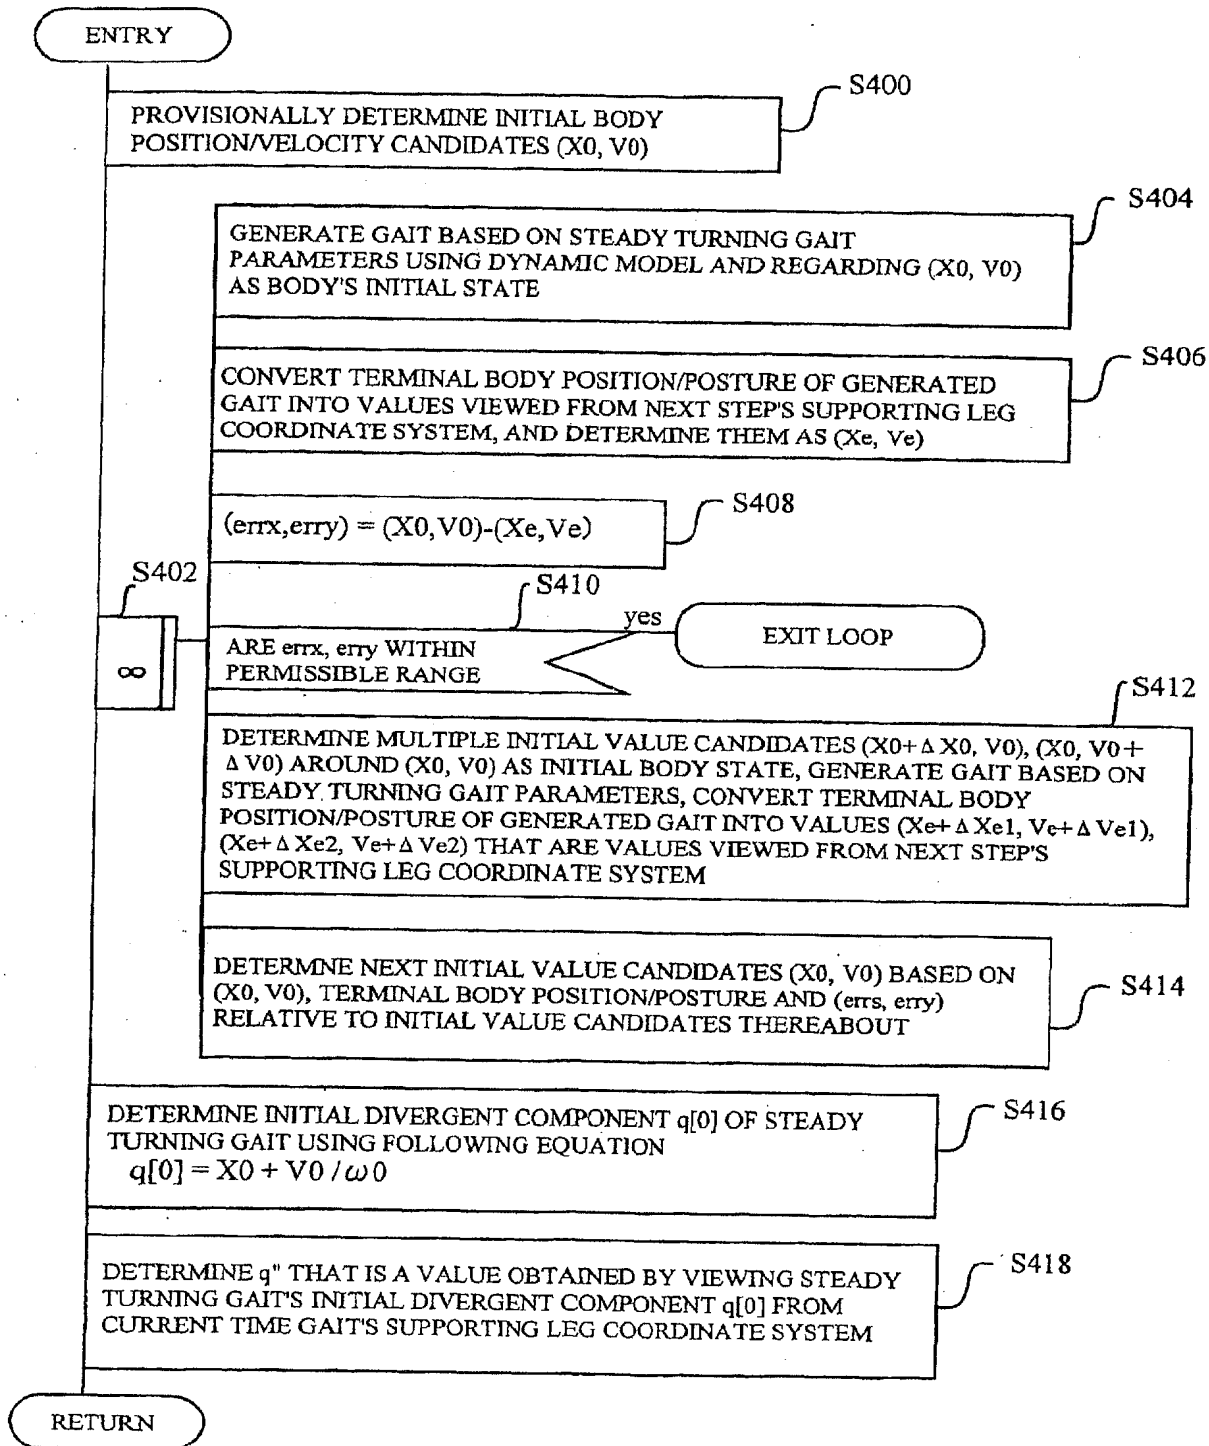 ENTRY
S400
PROVISIONALLY DETERMINE INITIAL BODY
POSITION/VELOCITY CANDIDATES (X0, V0)
S404
GENERATE GAIT BASED ON STEADY TURNING GAIT
PARAMETERS USING DYNAMIC MODEL AND REGARDING (X0, V0)
AS BODY'S INITIAL STATE
S406
CONVERT TERMINAL BODY POSITION/POSTURE OF GENERATED
GAIT INTO VALUES VIEWED FROM NEXT STEP'S SUPPORTING LEG
COORDINATE SYSTEM, AND DETERMINE THEM AS (Xe, Ve)
S408
(errx,erry) = (X0,V0)-(Xe,Ve)
S402
∞
S410
ARE errx, erry WITHIN
PERMISSIBLE RANGE
yes
EXIT LOOP
S412
DETERMINE MULTIPLE INITIAL VALUE CANDIDATES (X0+ Δ X0, V0), (X0, V0+
Δ V0) AROUND (X0, V0) AS INITIAL BODY STATE, GENERATE GAIT BASED ON
STEADY TURNING GAIT PARAMETERS, CONVERT TERMINAL BODY
POSITION/POSTURE OF GENERATED GAIT INTO VALUES (Xe+ Δ Xe1, Ve+ Δ Ve1),
(Xe+ Δ Xe2, Ve+ Δ Ve2) THAT ARE VALUES VIEWED FROM NEXT STEP'S
SUPPORTING LEG COORDINATE SYSTEM
DETERMNE NEXT INITIAL VALUE CANDIDATES (X0, V0) BASED ON
(X0, V0), TERMINAL BODY POSITION/POSTURE AND (errs, erry)
RELATIVE TO INITIAL VALUE CANDIDATES THEREABOUT
S414
DETERMINE INITIAL DIVERGENT COMPONENT q[0] OF STEADY
TURNING GAIT USING FOLLOWING EQUATION
q[0] = X0 + V0 / ω0
S416
DETERMINE q" THAT IS A VALUE OBTAINED BY VIEWING STEADY
TURNING GAIT'S INITIAL DIVERGENT COMPONENT q[0] FROM
CURRENT TIME GAIT'S SUPPORTING LEG COORDINATE SYSTEM
S418
RETURN